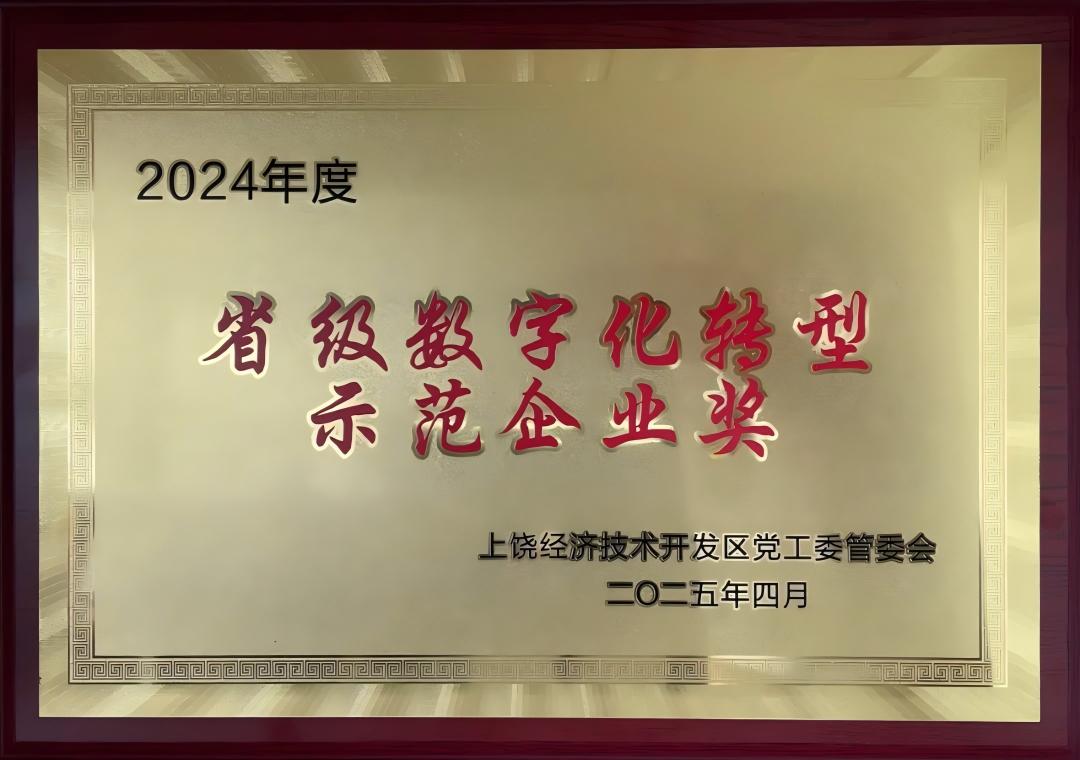 2024年度
省级数字化转型
示范企业奖
上饶经济技术开发区党工委管委会
二〇二五年四月